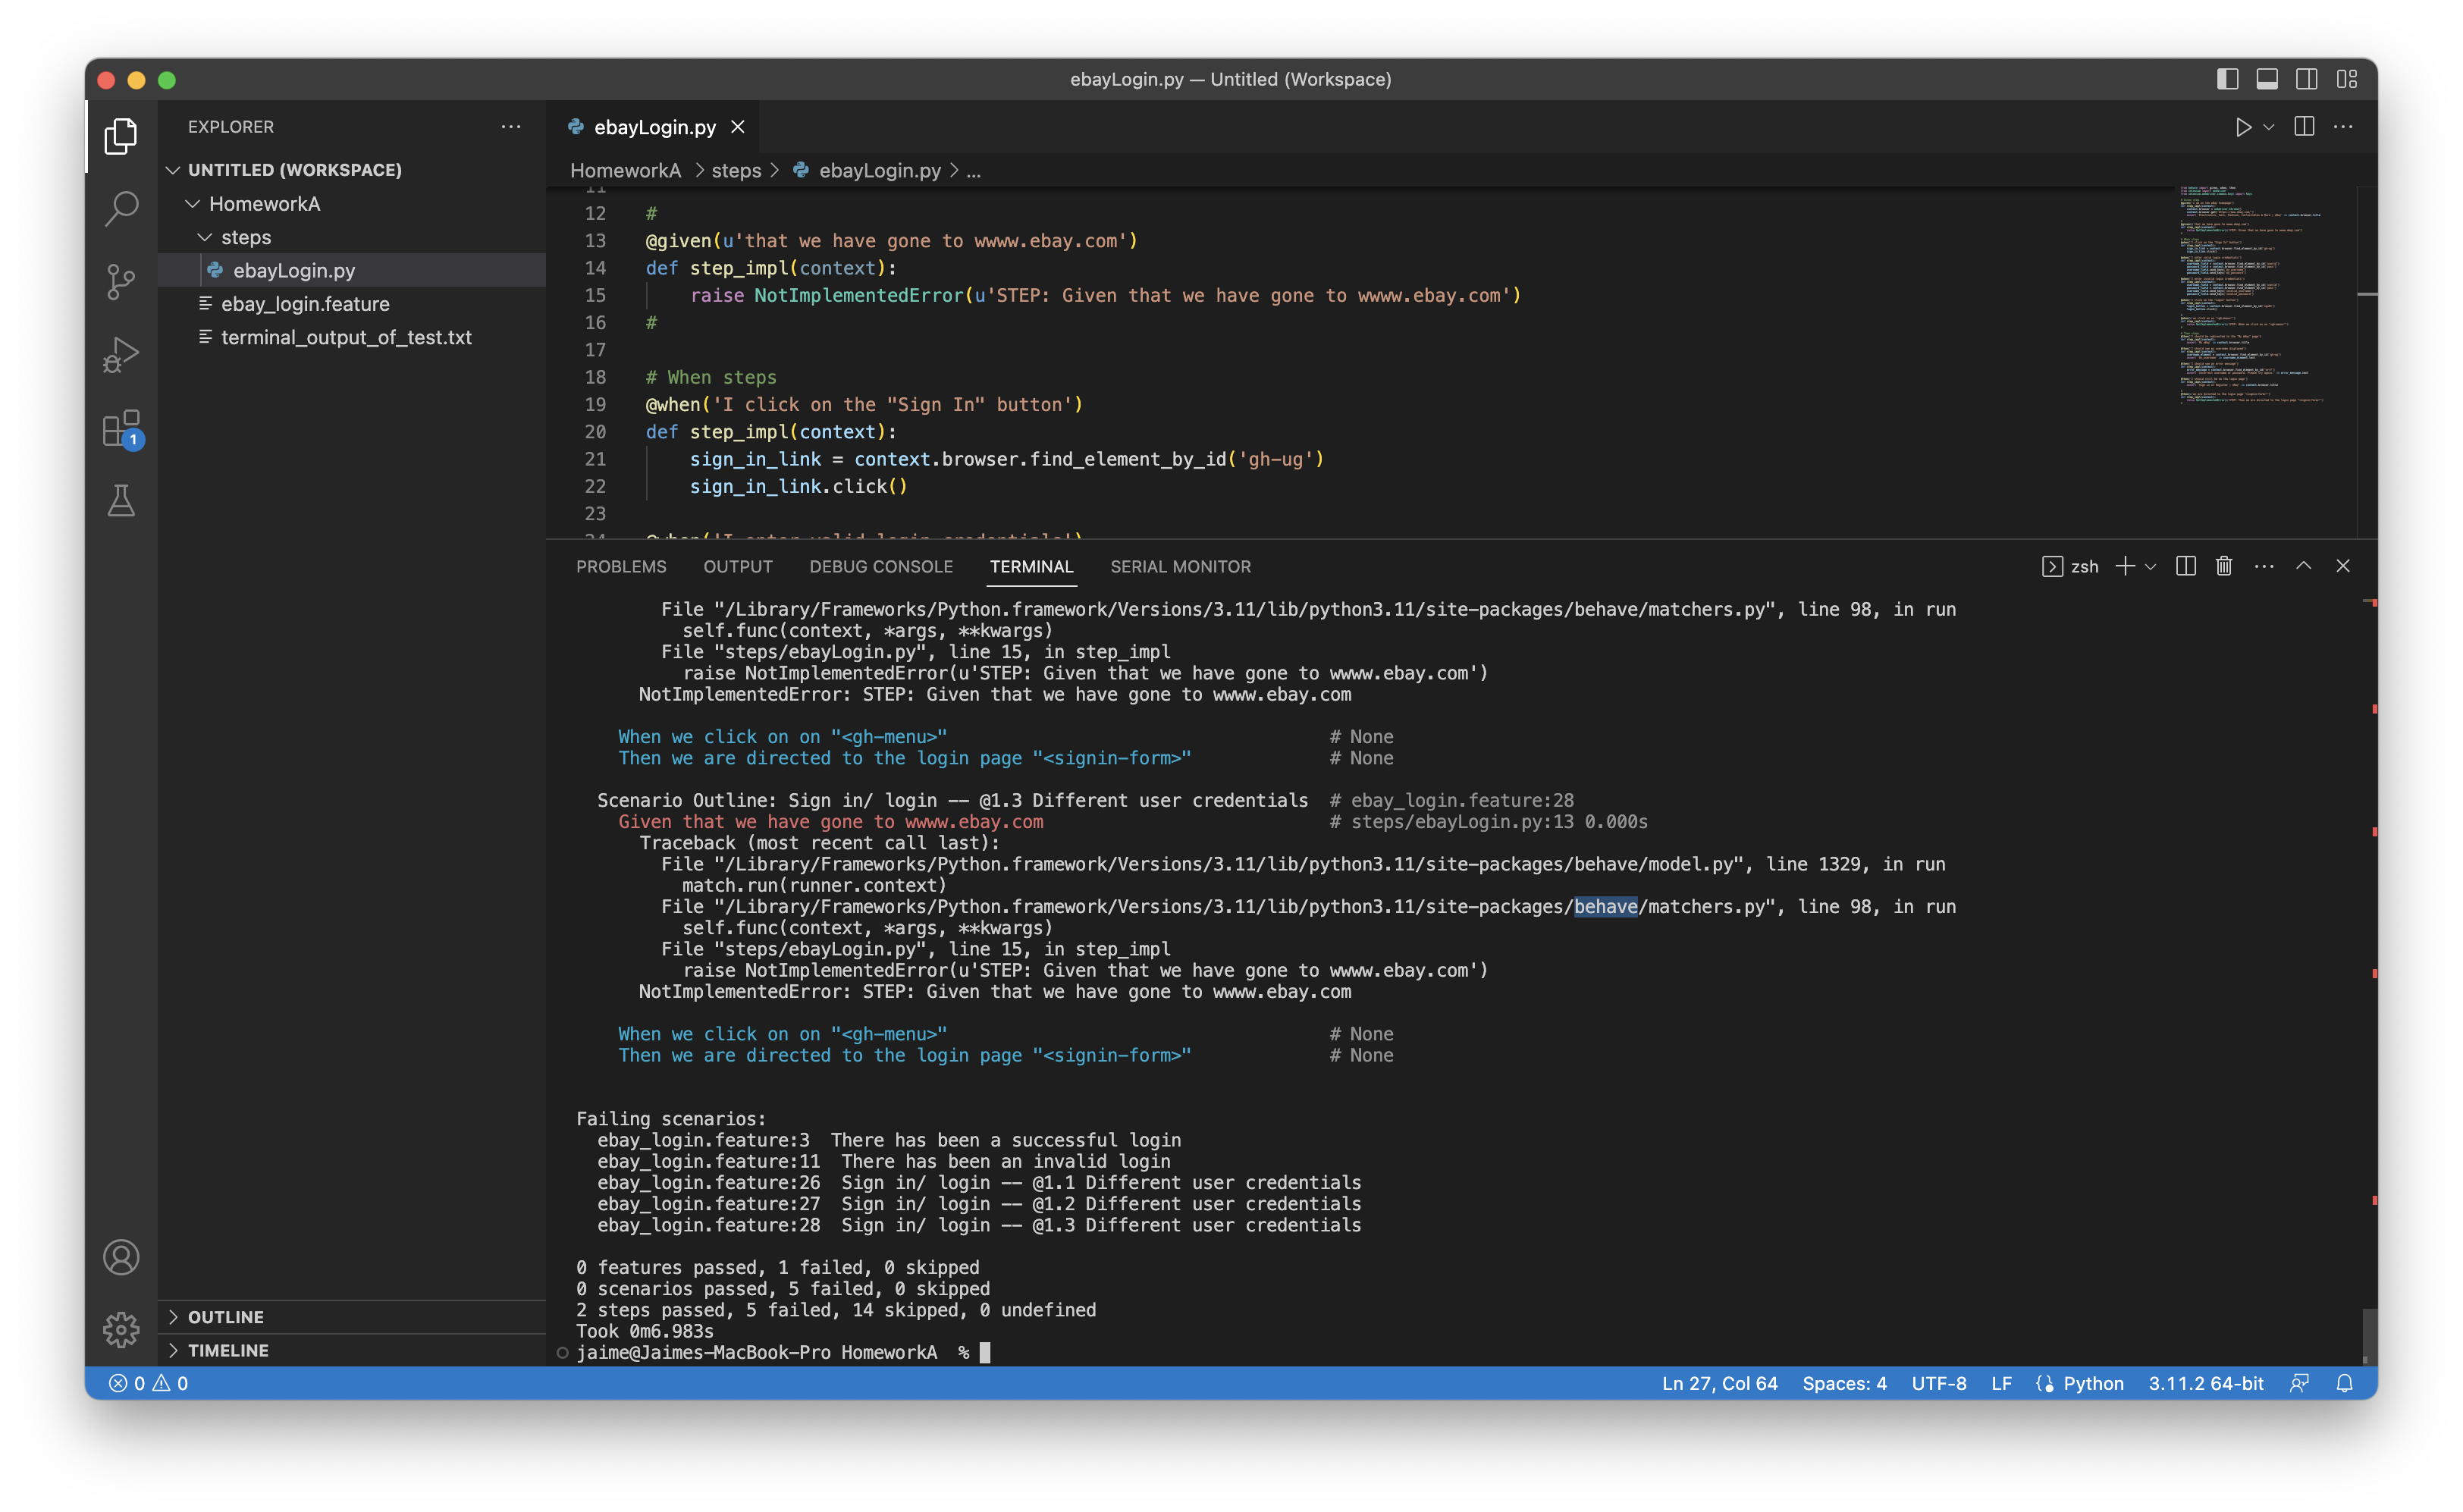 ebayLogin.py — Untitled (Workspace)
EXPLORER
UNTITLED (WORKSPACE)
HomeworkA
steps
ebayLogin.py
ebay_login.feature
terminal_output_of_test.txt
1
OUTLINE
TIMELINE
ebayLogin.py
HomeworkA > steps > ebayLogin.py > ...
11
12 #
13 @given(u'that we have gone to wwww.ebay.com')
14 def step_impl(context):
15 raise NotImplementedError(u'STEP: Given that we have gone to wwww.ebay.com')
16 #
17
18 # When steps
19 @when('I click on the "Sign In" button')
20 def step_impl(context):
21 sign_in_link = context.browser.find_element_by_id('gh-ug')
22 sign_in_link.click()
23
24 @when('I enter valid login credentials')
PROBLEMS OUTPUT DEBUG CONSOLE TERMINAL SERIAL MONITOR zsh
File "/Library/Frameworks/Python.framework/Versions/3.11/lib/python3.11/site-packages/behave/matchers.py", line 98, in run
self.func(context, *args, **kwargs)
File "steps/ebayLogin.py", line 15, in step_impl
raise NotImplementedError(u'STEP: Given that we have gone to wwww.ebay.com')
NotImplementedError: STEP: Given that we have gone to wwww.ebay.com
When we click on on "<gh-menu>" # None
Then we are directed to the login page "<signin-form>" # None
Scenario Outline: Sign in/ login -- @1.3 Different user credentials # ebay_login.feature:28
Given that we have gone to wwww.ebay.com # steps/ebayLogin.py:13 0.000s
Traceback (most recent call last):
File "/Library/Frameworks/Python.framework/Versions/3.11/lib/python3.11/site-packages/behave/model.py", line 1329, in run
match.run(runner.context)
File "/Library/Frameworks/Python.framework/Versions/3.11/lib/python3.11/site-packages/behave/matchers.py", line 98, in run
self.func(context, *args, **kwargs)
File "steps/ebayLogin.py", line 15, in step_impl
raise NotImplementedError(u'STEP: Given that we have gone to wwww.ebay.com')
NotImplementedError: STEP: Given that we have gone to wwww.ebay.com
When we click on on "<gh-menu>" # None
Then we are directed to the login page "<signin-form>" # None
Failing scenarios:
ebay_login.feature:3 There has been a successful login
ebay_login.feature:11 There has been an invalid login
ebay_login.feature:26 Sign in/ login -- @1.1 Different user credentials
ebay_login.feature:27 Sign in/ login -- @1.2 Different user credentials
ebay_login.feature:28 Sign in/ login -- @1.3 Different user credentials
0 features passed, 1 failed, 0 skipped
0 scenarios passed, 5 failed, 0 skipped
2 steps passed, 5 failed, 14 skipped, 0 undefined
Took 0m6.983s
jaime@Jaimes-MacBook-Pro HomeworkA %
0 0 Ln 27, Col 64 Spaces: 4 UTF-8 LF Python 3.11.2 64-bit